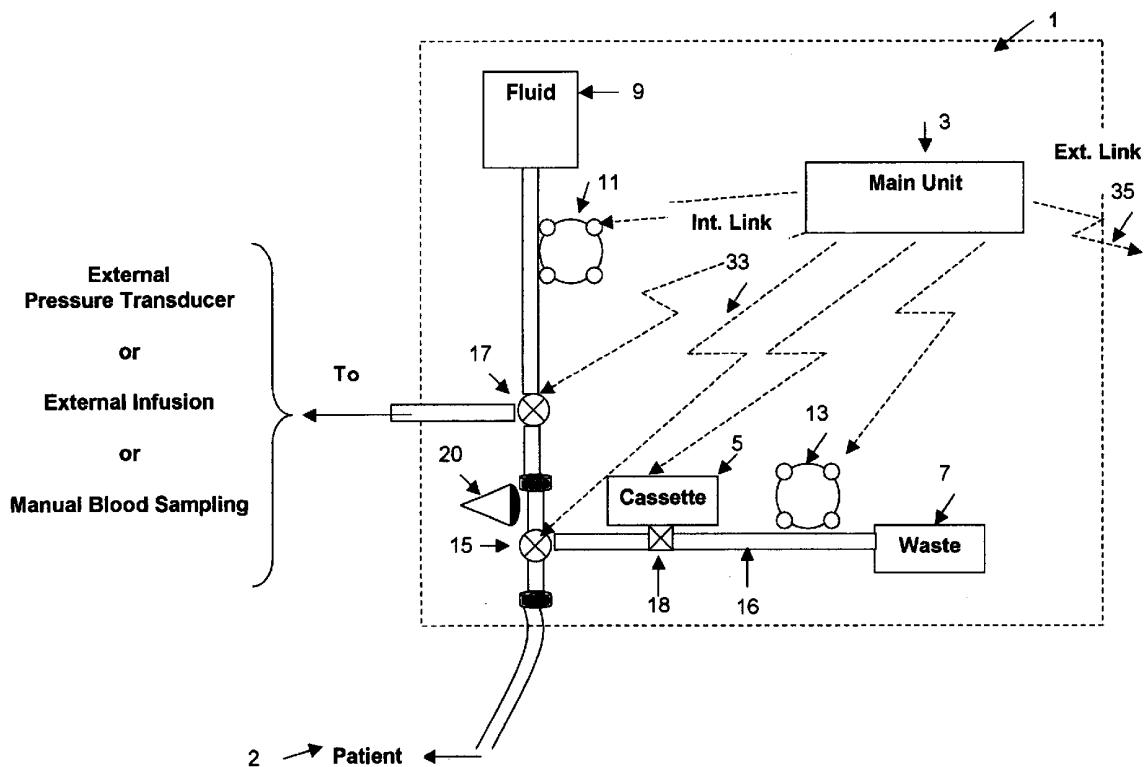 1
Fluid
9
3
Ext. Link
Main Unit
35
11
Int. Link
33
External
Pressure Transducer
or
External Infusion
or
Manual Blood Sampling
To
17
20
5
13
7
Cassette
15
Waste
18
16
2
Patient